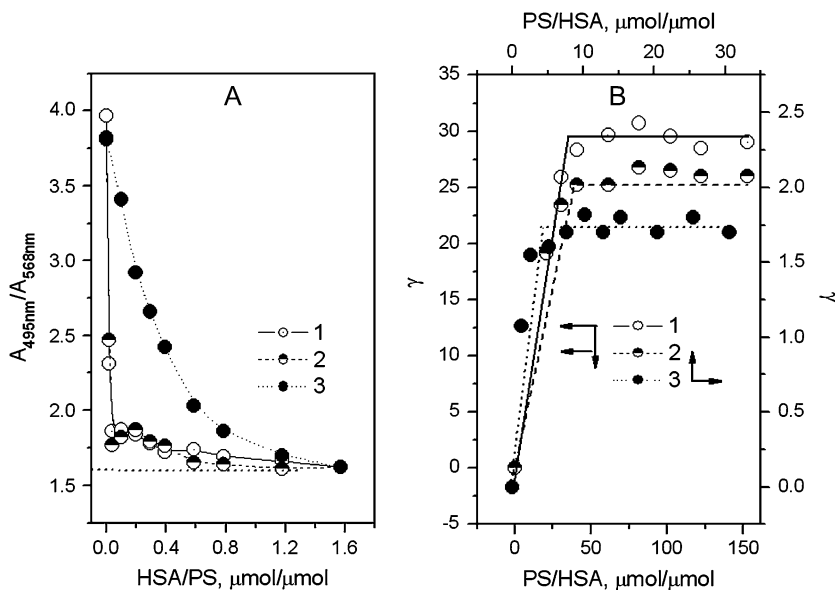 PS/HSA, μmol/μmol
0 10 20 30
A
B
4.0
3.5
3.0
2.5
2.0
1.5
A495nm/A568nm
1
2
3
0.0 0.4 0.8 1.2 1.6
HSA/PS, μmol/μmol
35
30
25
20
15
10
5
0
-5
γ
1
2
3
2.5
2.0
1.5
1.0
0.5
0.0
γ
0 50 100 150
PS/HSA, μmol/μmol